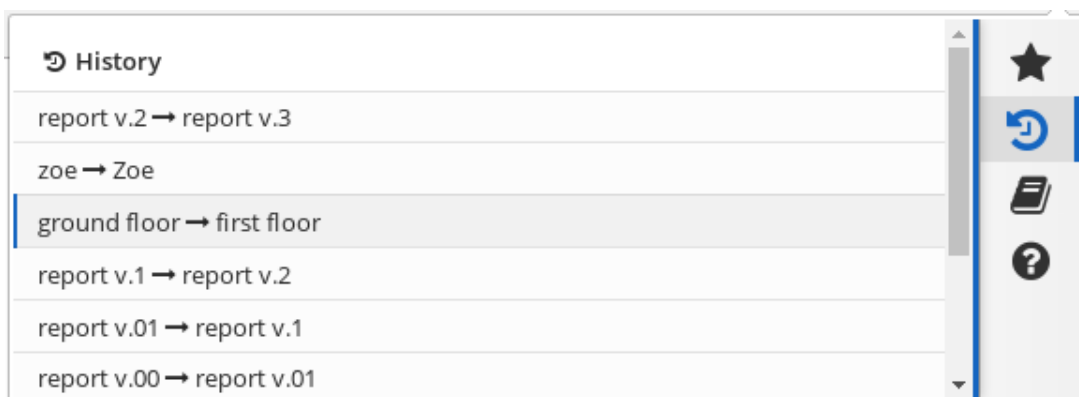 History
report v.2 → report v.3
zoe → Zoe
ground floor → first floor
report v.1 → report v.2
report v.01 → report v.1
report v.00 → report v.01